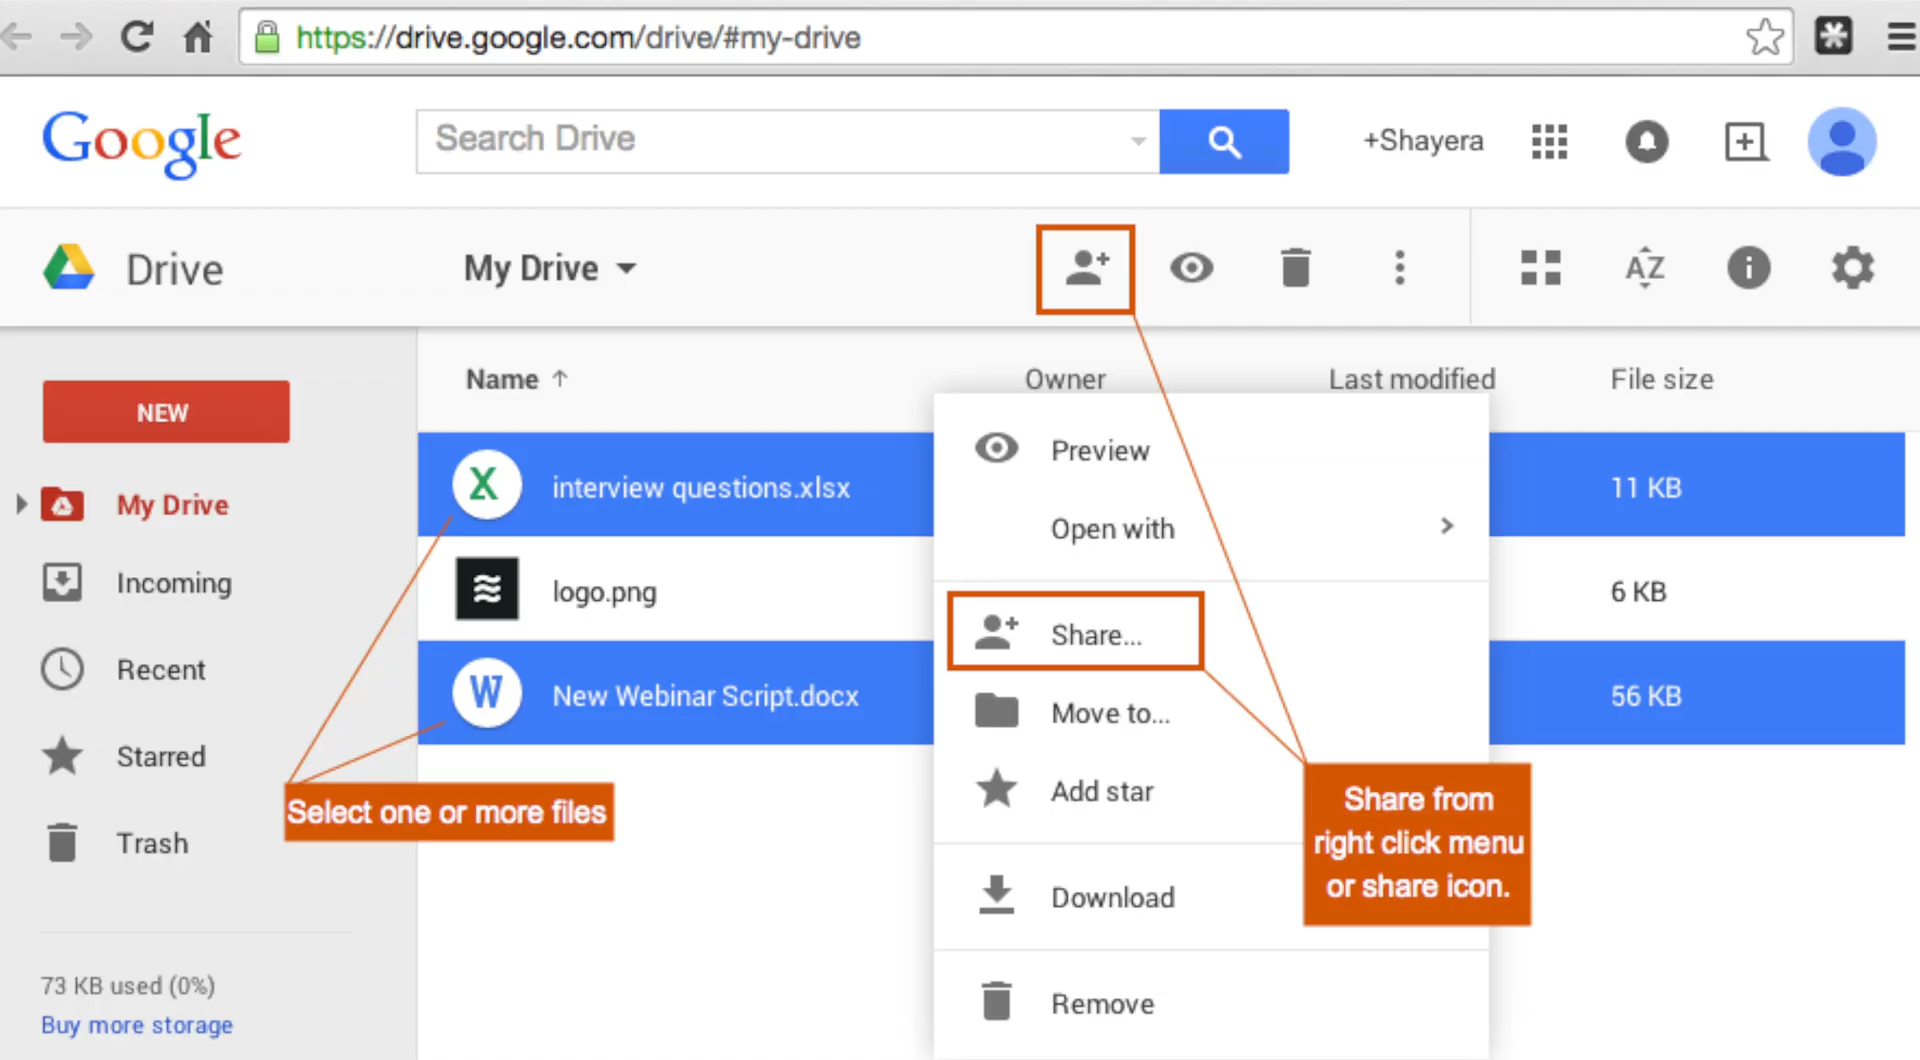 https://drive.google.com/drive/#my-drive
Google
Search Drive
+Shayera
Drive
My Drive
AZ
Name ↑
Owner
Last modified
File size
NEW
My Drive
Incoming
Recent
Starred
Trash
73 KB used (0%)
Buy more storage
X
interview questions.xlsx
11 KB
logo.png
6 KB
W
New Webinar Script.docx
56 KB
Preview
Open with
Share...
Move to...
Add star
Download
Remove
Select one or more files
Share from
right click menu
or share icon.